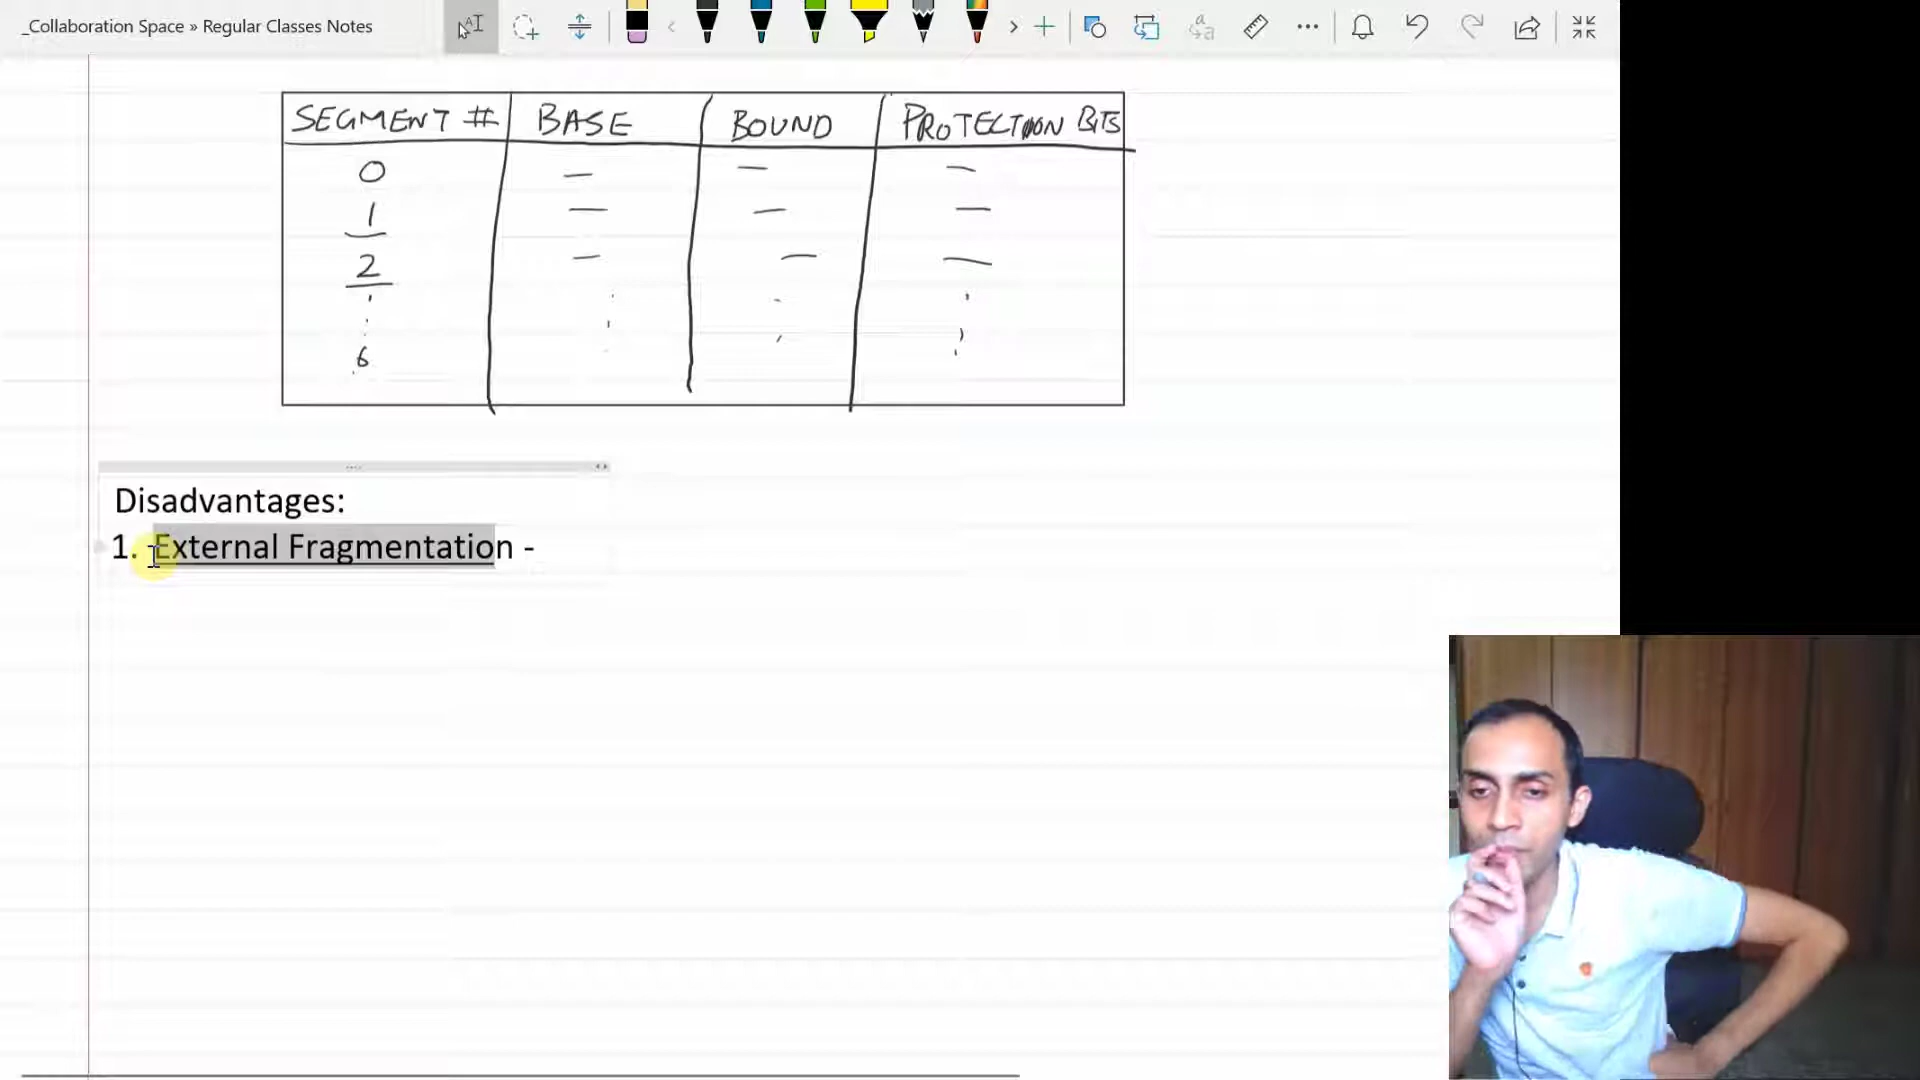 _Collaboration Space » Regular Classes Notes
SEGMENT # BASE BOUND PROTECTION BITS
0 — — —
1 — — —
2 — — —
6
Disadvantages:
1. External Fragmentation -